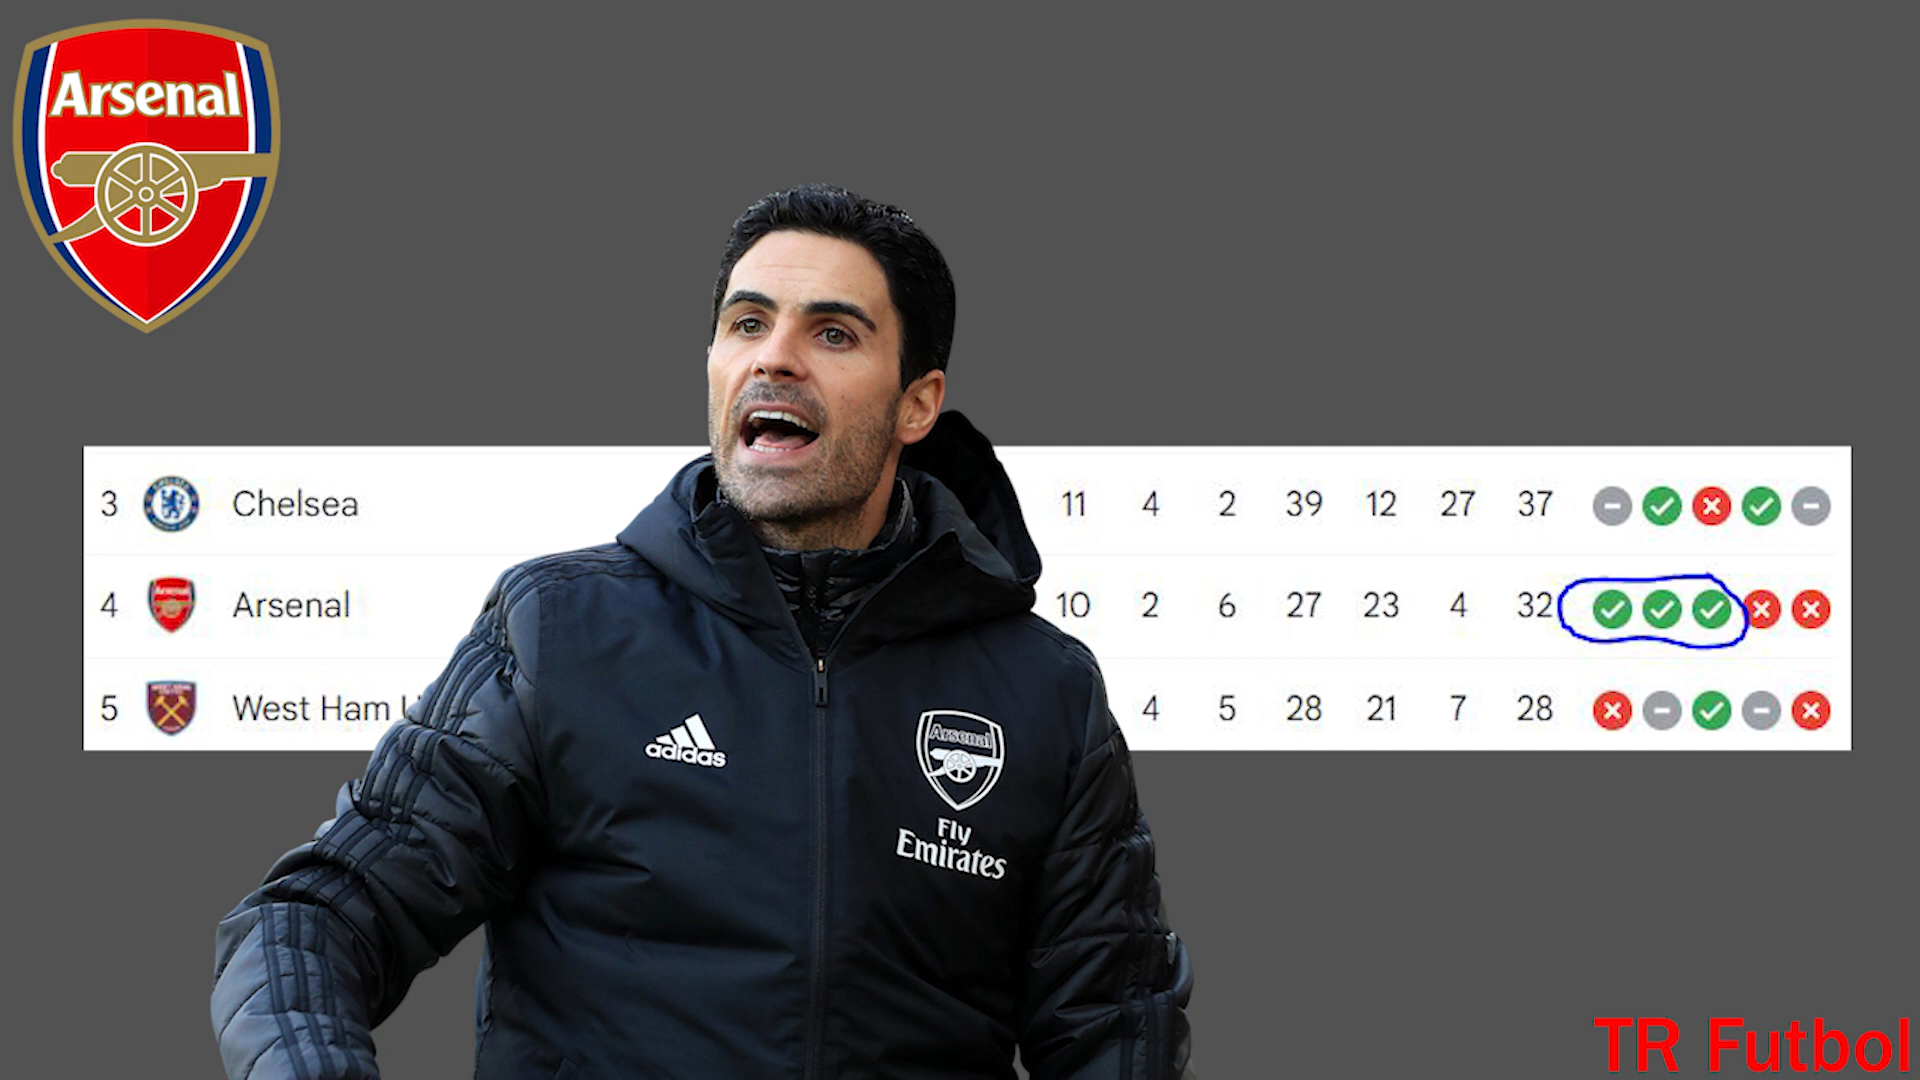 Arsenal
3 Chelsea 11 4 2 39 12 27 37
4 Arsenal 10 2 6 27 23 4 32
5 West Ham 4 5 28 21 7 28
adidas
Arsenal
Fly
Emirates
TR Futbol